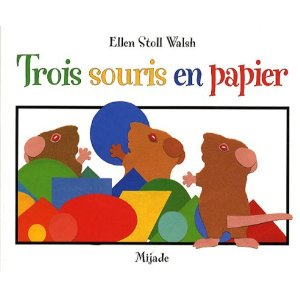 Ellen Stoll Walsh
Trois souris en papier
Mijade